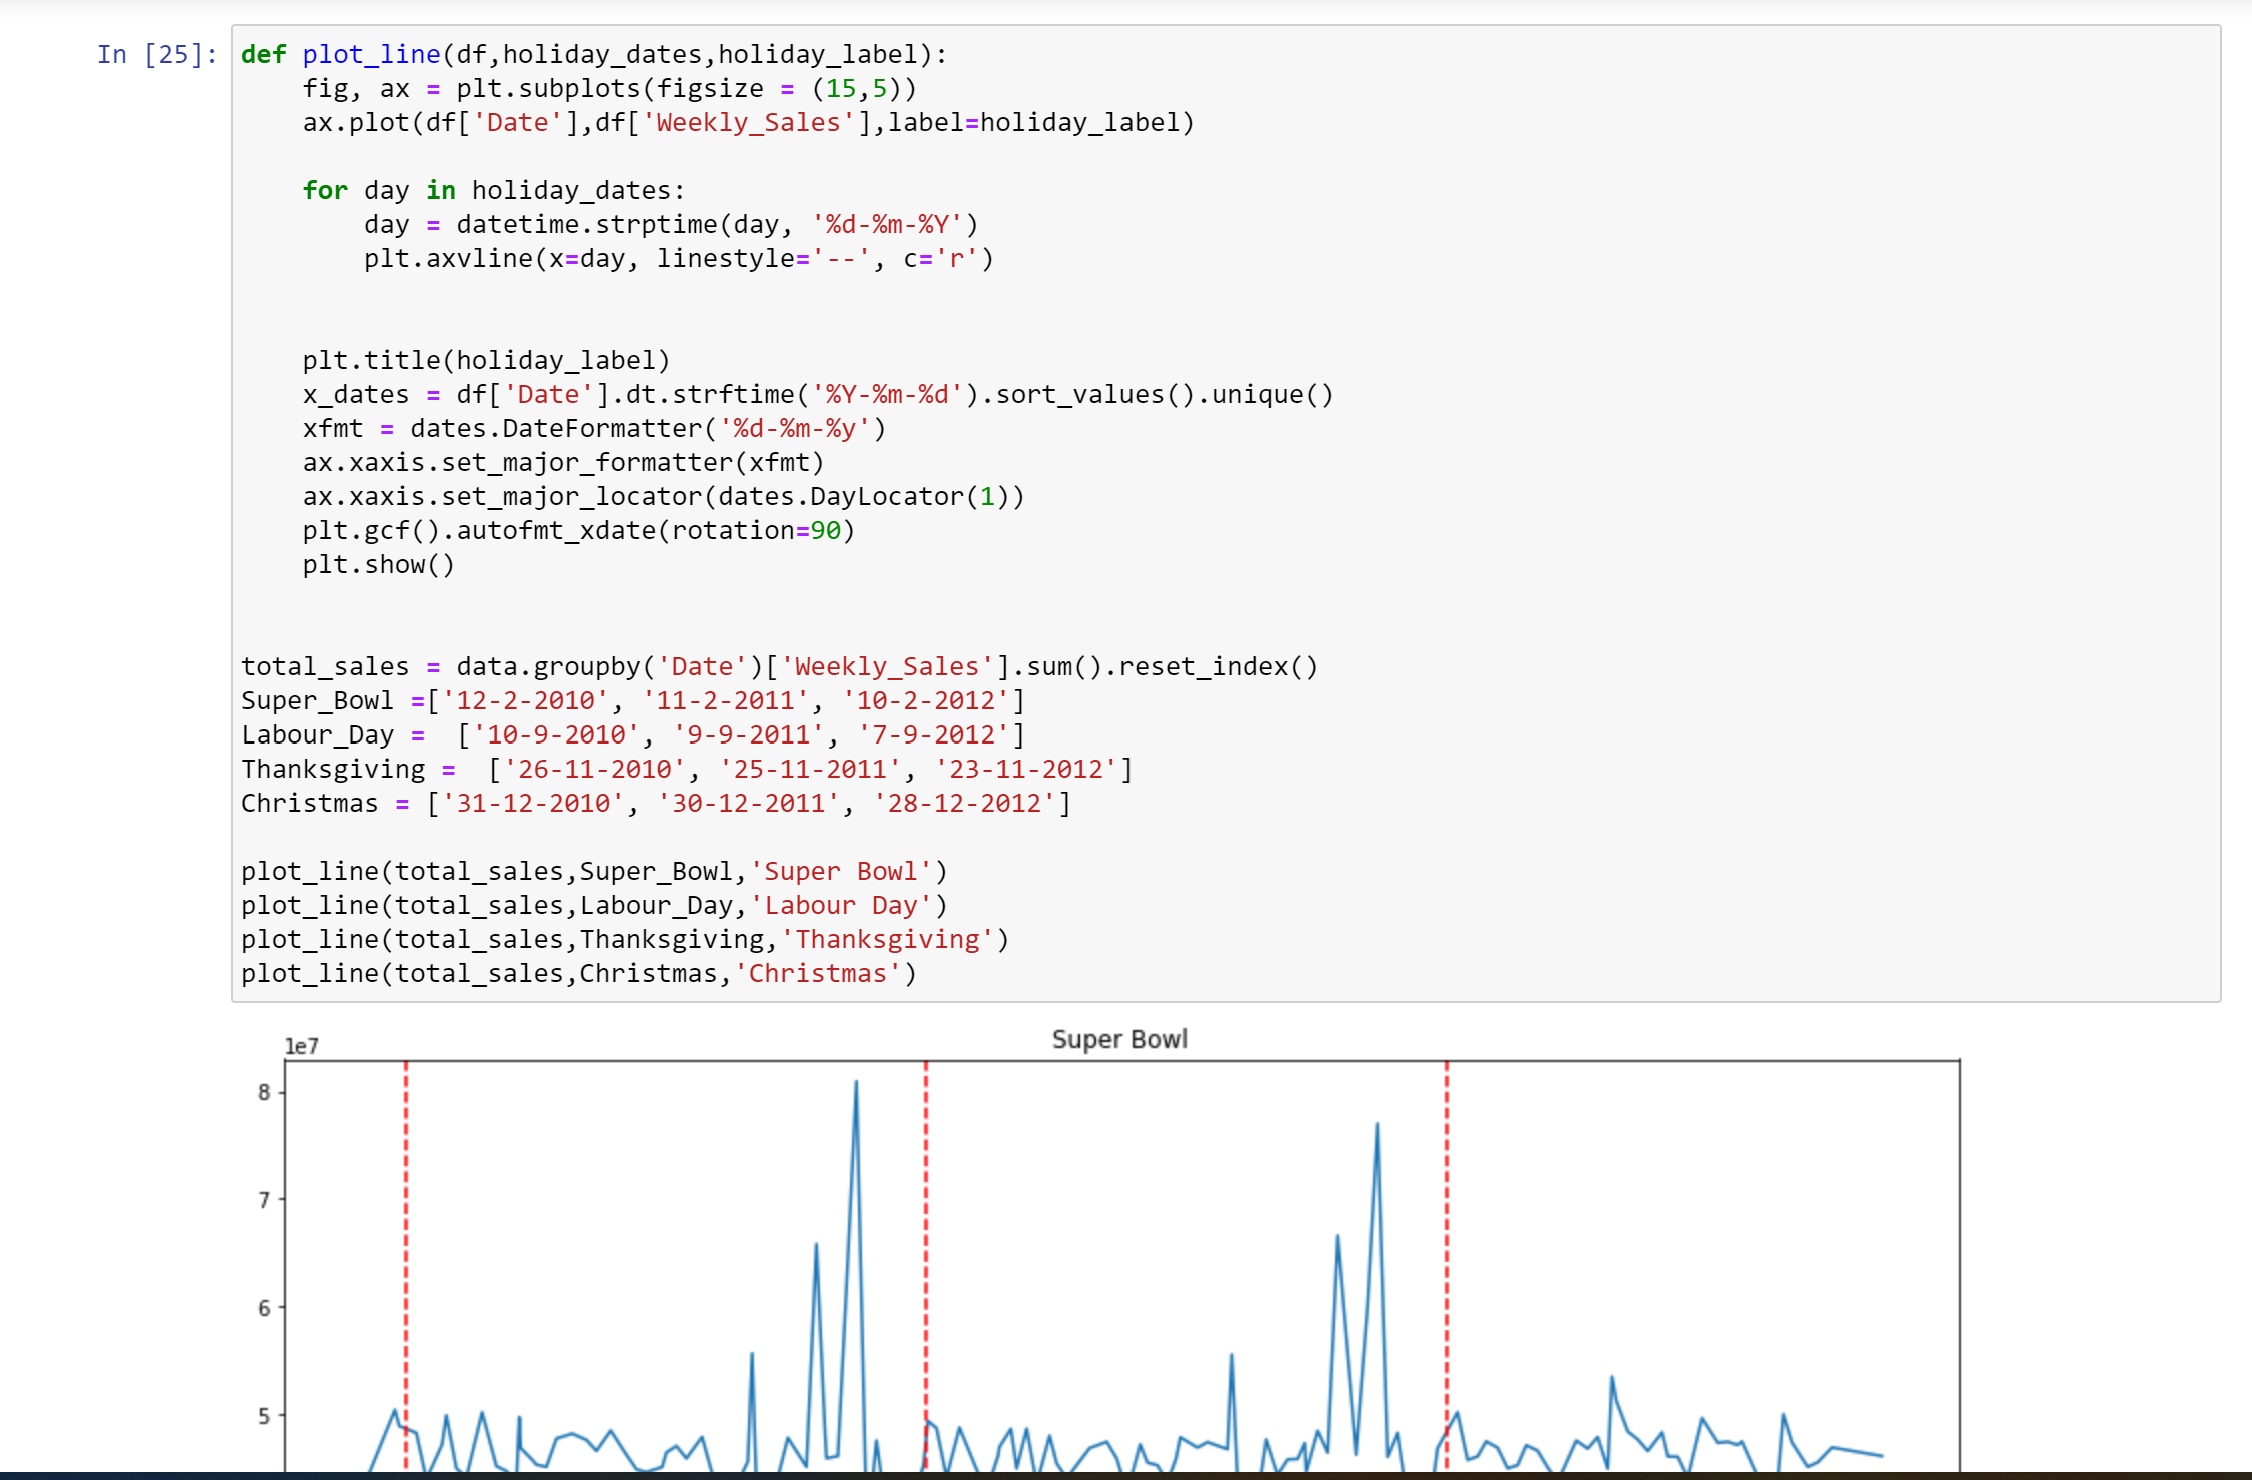 In [25]: def plot_line(df,holiday_dates,holiday_label):
    fig, ax = plt.subplots(figsize = (15,5))
    ax.plot(df['Date'],df['Weekly_Sales'],label=holiday_label)
    for day in holiday_dates:
        day = datetime.strptime(day, '%d-%m-%Y')
        plt.axvline(x=day, linestyle='--', c='r')
    plt.title(holiday_label)
    x_dates = df['Date'].dt.strftime('%Y-%m-%d').sort_values().unique()
    xfmt = dates.DateFormatter('%d-%m-%y')
    ax.xaxis.set_major_formatter(xfmt)
    ax.xaxis.set_major_locator(dates.DayLocator(1))
    plt.gcf().autofmt_xdate(rotation=90)
    plt.show()
total_sales = data.groupby('Date')['Weekly_Sales'].sum().reset_index()
Super_Bowl =['12-2-2010', '11-2-2011', '10-2-2012']
Labour_Day =  ['10-9-2010', '9-9-2011', '7-9-2012']
Thanksgiving =  ['26-11-2010', '25-11-2011', '23-11-2012']
Christmas = ['31-12-2010', '30-12-2011', '28-12-2012']
plot_line(total_sales,Super_Bowl,'Super Bowl')
plot_line(total_sales,Labour_Day,'Labour Day')
plot_line(total_sales,Thanksgiving,'Thanksgiving')
plot_line(total_sales,Christmas,'Christmas')
Super Bowl
1e7
8
7
6
5